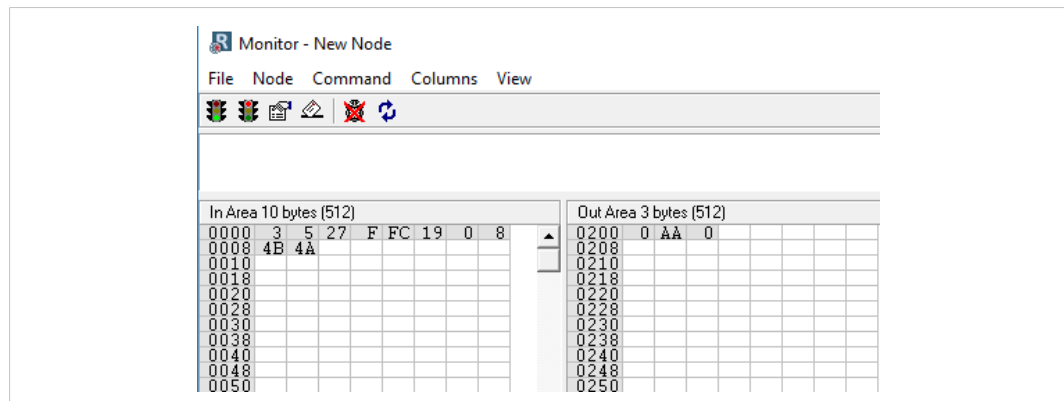 Monitor - New Node
File Node Command Columns View
In Area 10 bytes (512)
0000 3 5 27 F FC 19 0 8
0008 4B 4A
0010
0018
0020
0028
0030
0038
0040
0048
0050
Out Area 3 bytes (512)
0200 0 AA 0
0208
0210
0218
0220
0228
0230
0238
0240
0248
0250